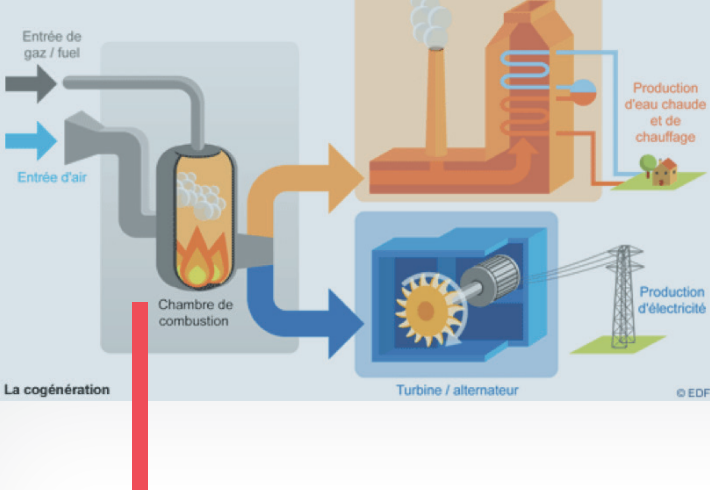 Entrée de
gaz / fuel
Entrée d'air
Chambre de
combustion
Production
d'eau chaude
et de
chauffage
Production
d'électricité
Turbine / alternateur
La cogénération
© EDF